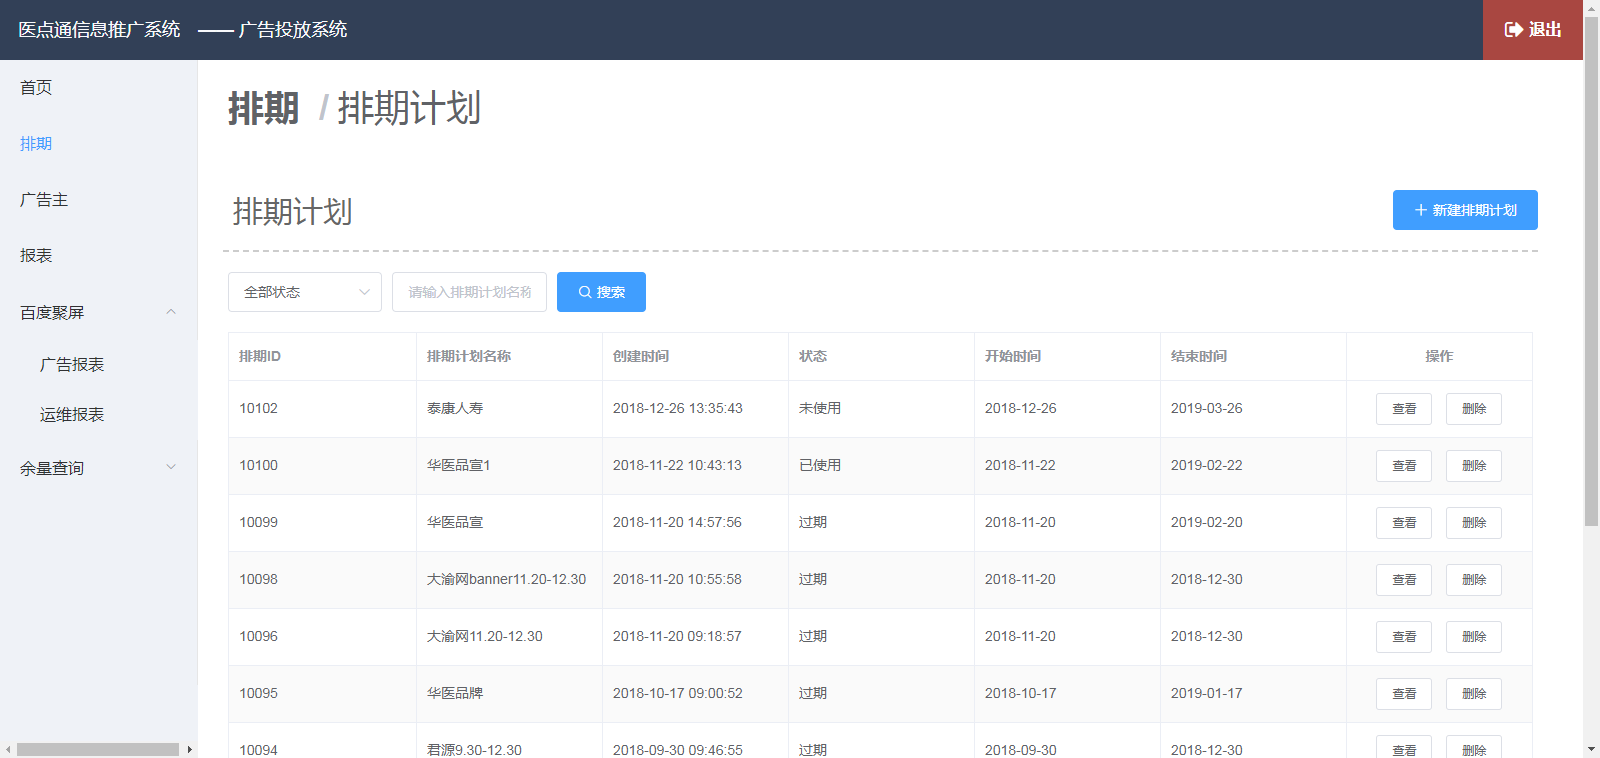 医点通信息推广系统 —— 广告投放系统
退出
首页
排期
广告主
报表
百度聚屏
广告报表
运维报表
余量查询
排期 / 排期计划
排期计划
新建排期计划
全部状态
请输入排期计划名称
搜索
排期ID 排期计划名称 创建时间 状态 开始时间 结束时间 操作
10102 泰康人寿 2018-12-26 13:35:43 未使用 2018-12-26 2019-03-26 查看 删除
10100 华医品宣1 2018-11-22 10:43:13 已使用 2018-11-22 2019-02-22 查看 删除
10099 华医品宣 2018-11-20 14:57:56 过期 2018-11-20 2019-02-20 查看 删除
10098 大渝网banner11.20-12.30 2018-11-20 10:55:58 过期 2018-11-20 2018-12-30 查看 删除
10096 大渝网11.20-12.30 2018-11-20 09:18:57 过期 2018-11-20 2018-12-30 查看 删除
10095 华医品牌 2018-10-17 09:00:52 过期 2018-10-17 2019-01-17 查看 删除
10094 君源9.30-12.30 2018-09-30 09:46:55 过期 2018-09-30 2018-12-30 查看 删除